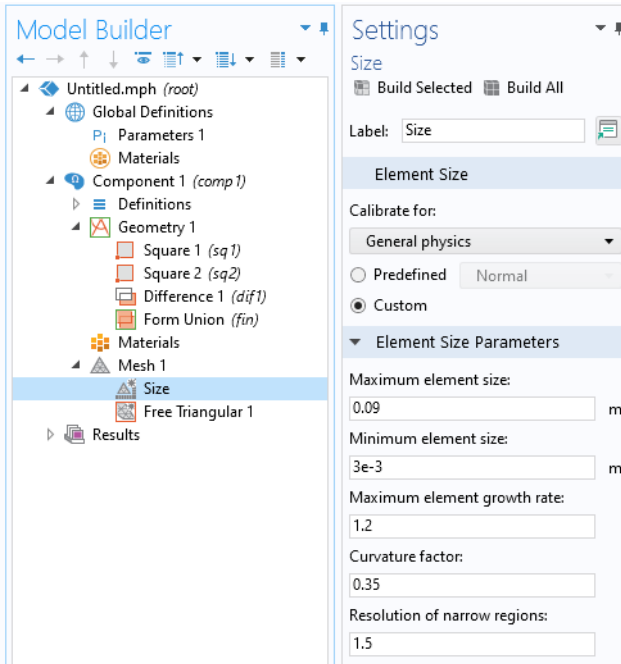 Model Builder
Untitled.mph (root)
Global Definitions
Pi Parameters 1
Materials
Component 1 (comp1)
Definitions
Geometry 1
Square 1 (sq1)
Square 2 (sq2)
Difference 1 (dif1)
Form Union (fin)
Materials
Mesh 1
Size
Free Triangular 1
Results
Settings
Size
Build Selected Build All
Label: Size
Element Size
Calibrate for:
General physics
Predefined Normal
Custom
Element Size Parameters
Maximum element size:
0.09 m
Minimum element size:
3e-3 m
Maximum element growth rate:
1.2
Curvature factor:
0.35
Resolution of narrow regions:
1.5